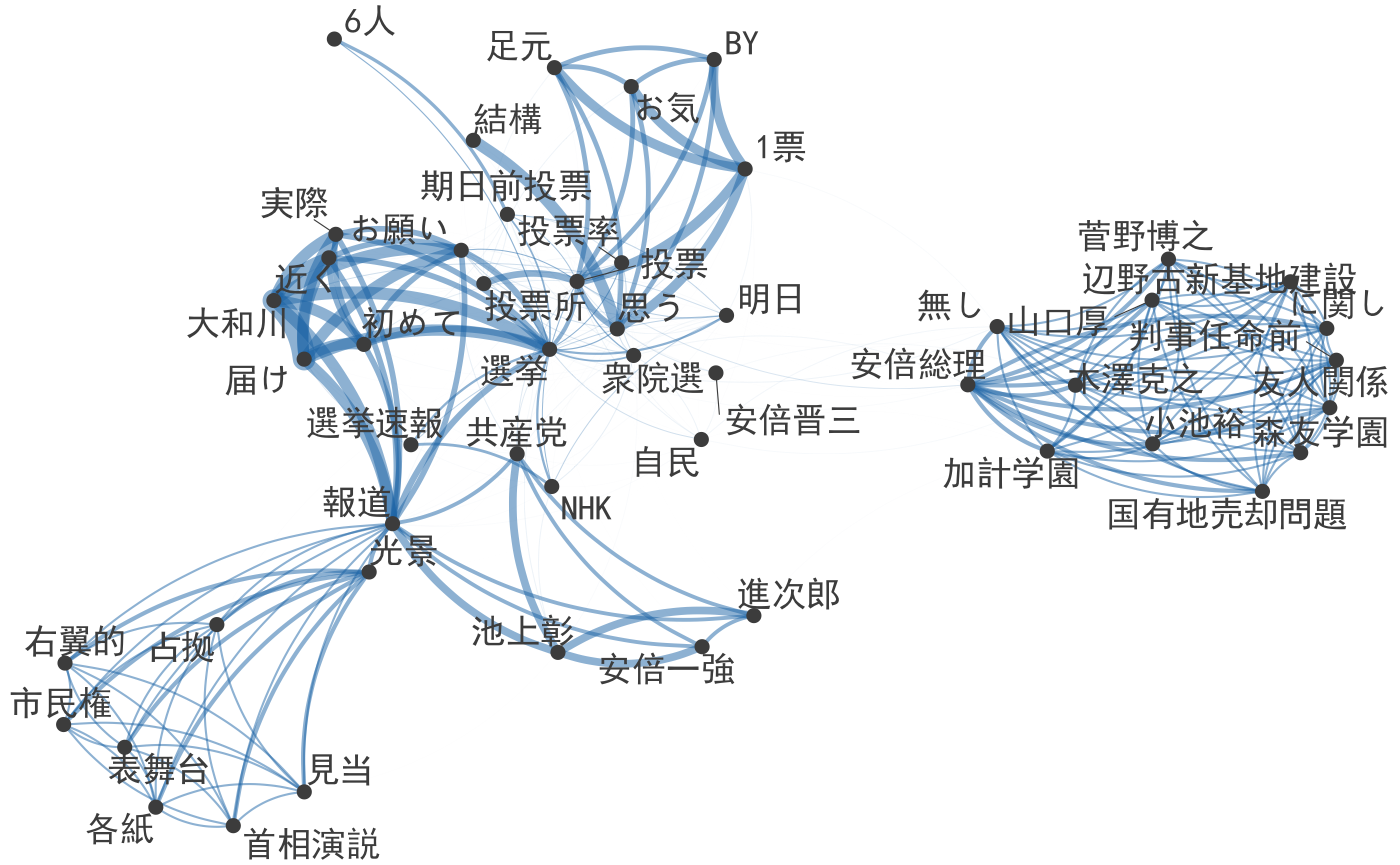 6人
足元
BY
お気
結構
1票
期日前投票
実際
お願い
投票率
投票
近く
投票所
思う
明日
大和川
初めて
選挙
衆院選
届け
安倍晋三
選挙速報
共産党
自民
NHK
報道
光景
進次郎
池上彰
安倍一強
右翼的
占拠
市民権
表舞台
見当
各紙
首相演説
菅野博之
辺野古新基地建設
に関し
無し
山口厚
判事任命前
安倍総理
木澤克之
友人関係
小池裕
森友学園
加計学園
国有地売却問題